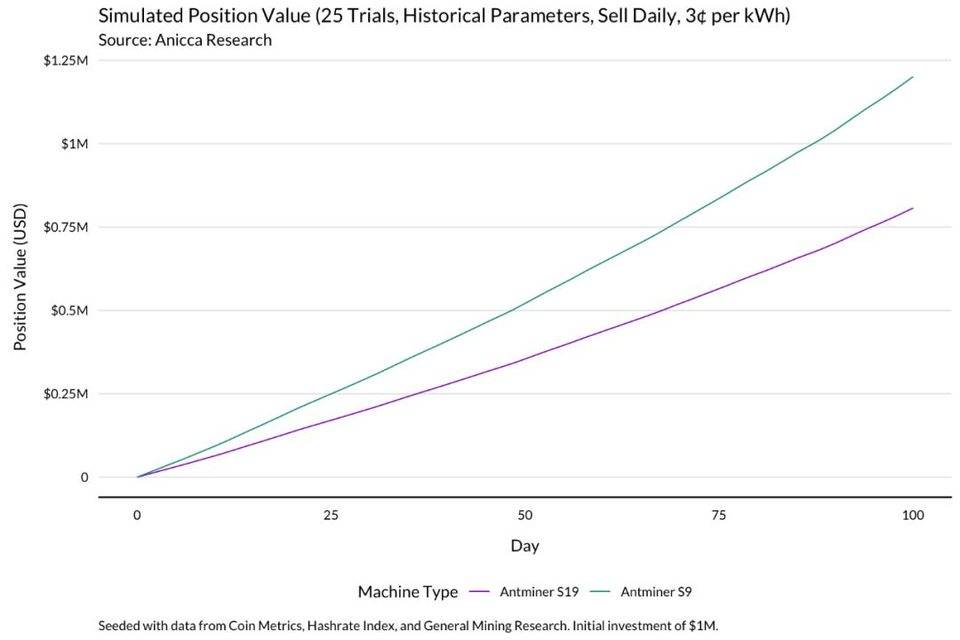 Simulated Position Value (25 Trials, Historical Parameters, Sell Daily, 3¢ per kWh)
Source: Anicca Research
$1.25M
$1M
$0.75M
$0.5M
$0.25M
0
Position Value (USD)
0 25 50 75 100
Day
Machine Type Antminer S19 Antminer S9
Seeded with data from Coin Metrics, Hashrate Index, and General Mining Research. Initial investment of $1M.